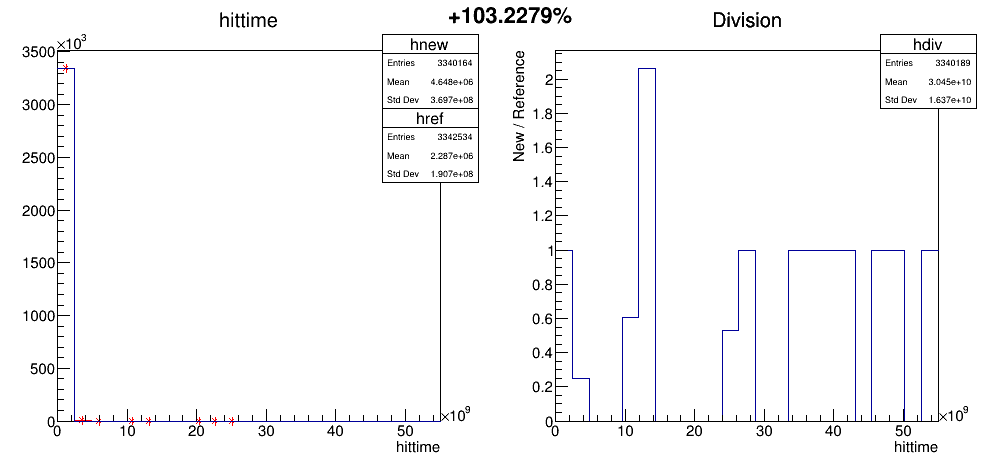 +103.2279%
hittime
×10³
3500
3000
2500
2000
1500
1000
500
0
0 10 20 30 40 50
×10⁹
hittime
hnew
Entries 3340164
Mean 4.648e+06
Std Dev 3.697e+08
href
Entries 3342534
Mean 2.287e+06
Std Dev 1.907e+08
Division
New / Reference
2
1.8
1.6
1.4
1.2
1
0.8
0.6
0.4
0.2
0
0 10 20 30 40 50
×10⁹
hittime
hdiv
Entries 3340189
Mean 3.045e+10
Std Dev 1.637e+10